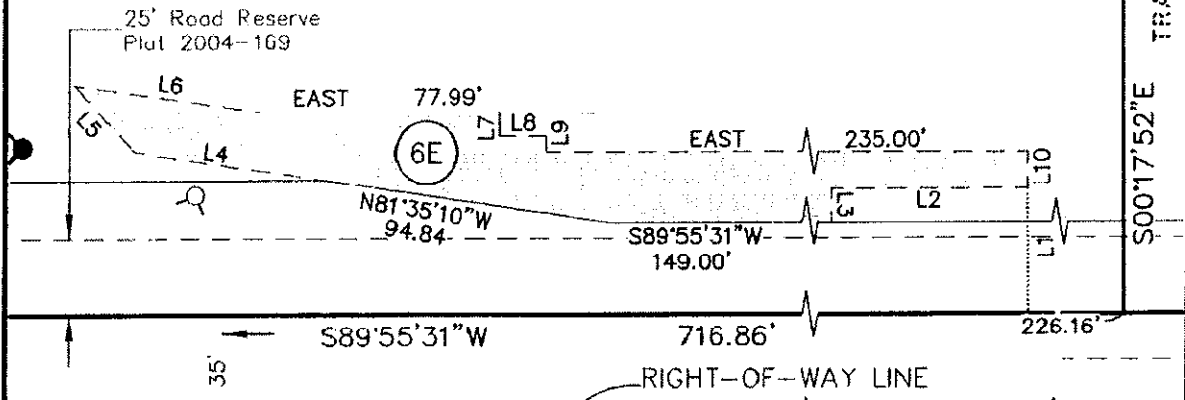 25' Road Reserve
Plat 2004-169
TRA
L6
EAST 77.99'
L7 L8 L9
L5
6E
EAST 235.00'
L10
L4
L3 L2
N81°35'10"W
94.84
S89°55'31"W
149.00'
L1
S00°17'52"E
S89°55'31"W 716.86'
226.16'
35'
RIGHT-OF-WAY LINE